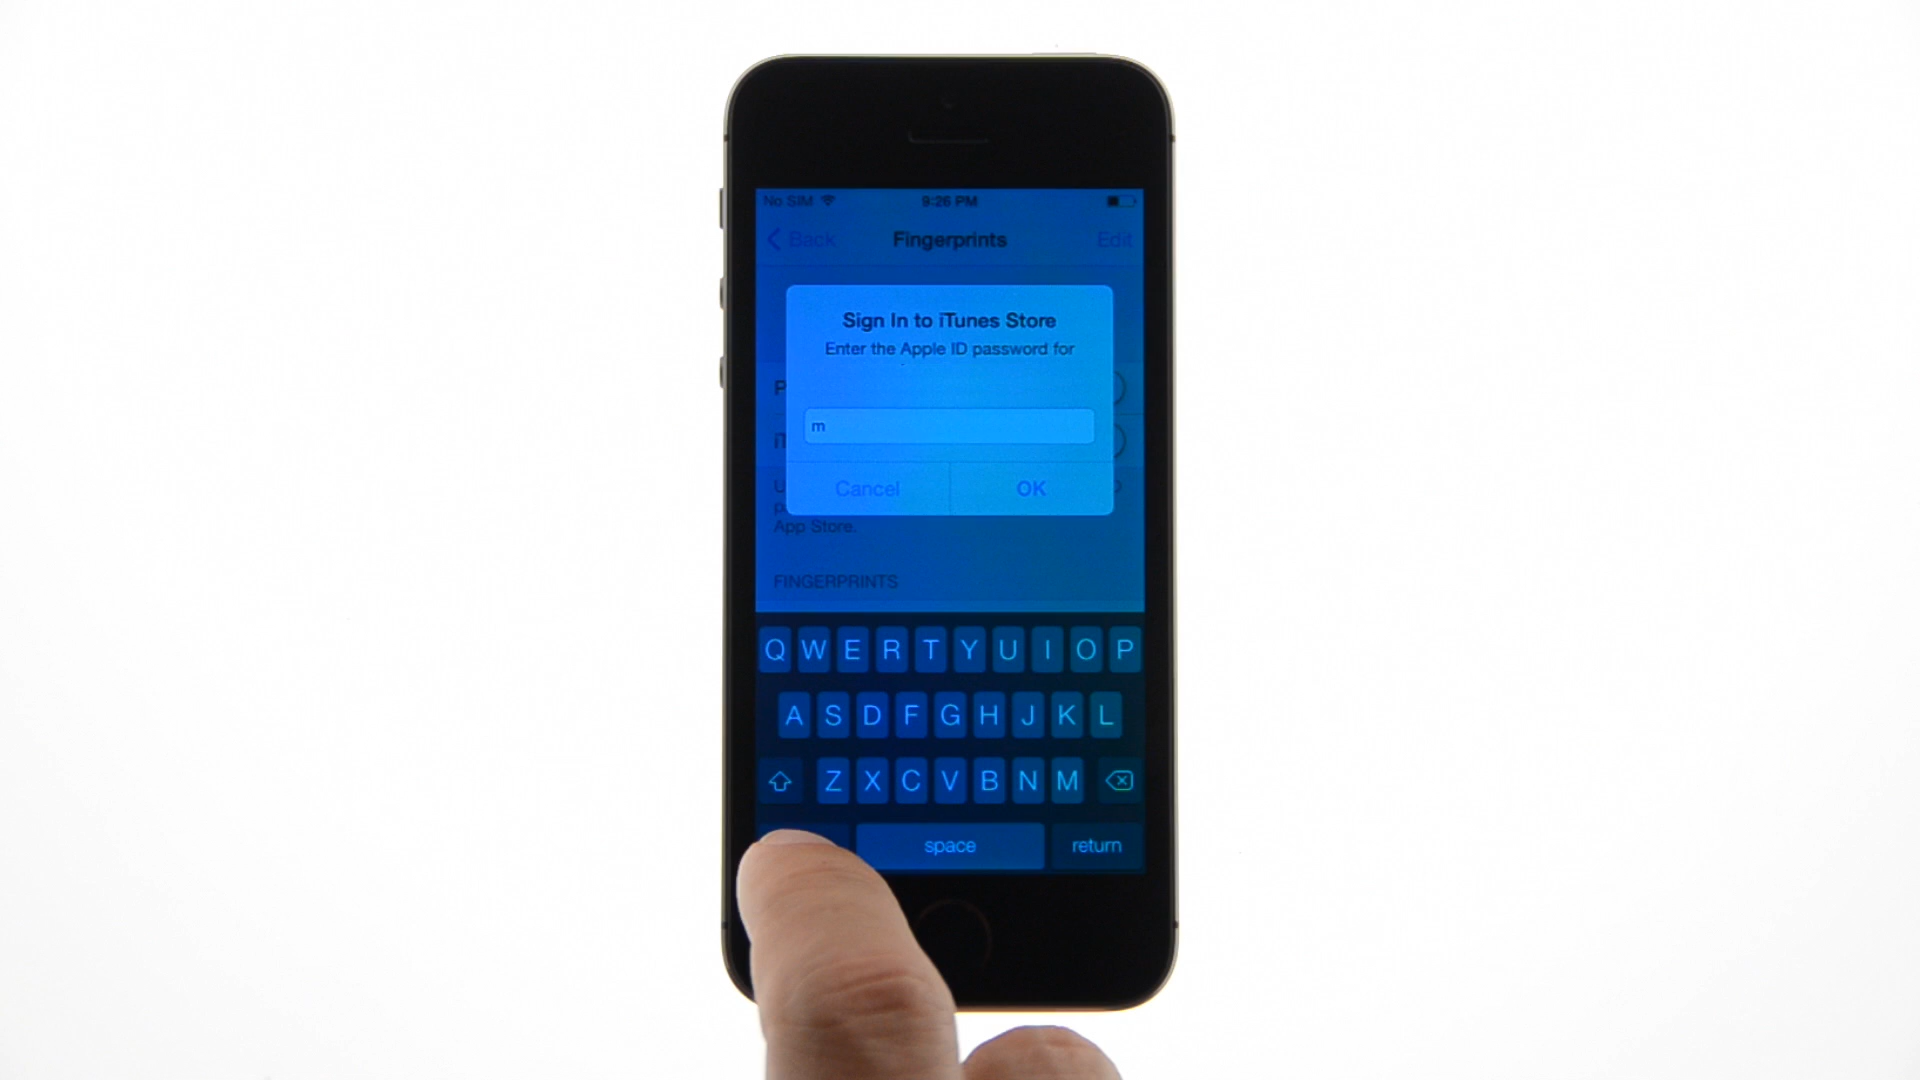 No SIM 9:26 PM
Back Fingerprints Edit
Sign In to iTunes Store
Enter the Apple ID password for
P
m
iT
Cancel OK
U
p
App Store.
FINGERPRINTS
Q W E R T Y U I O P
A S D F G H J K L
Z X C V B N M
space return